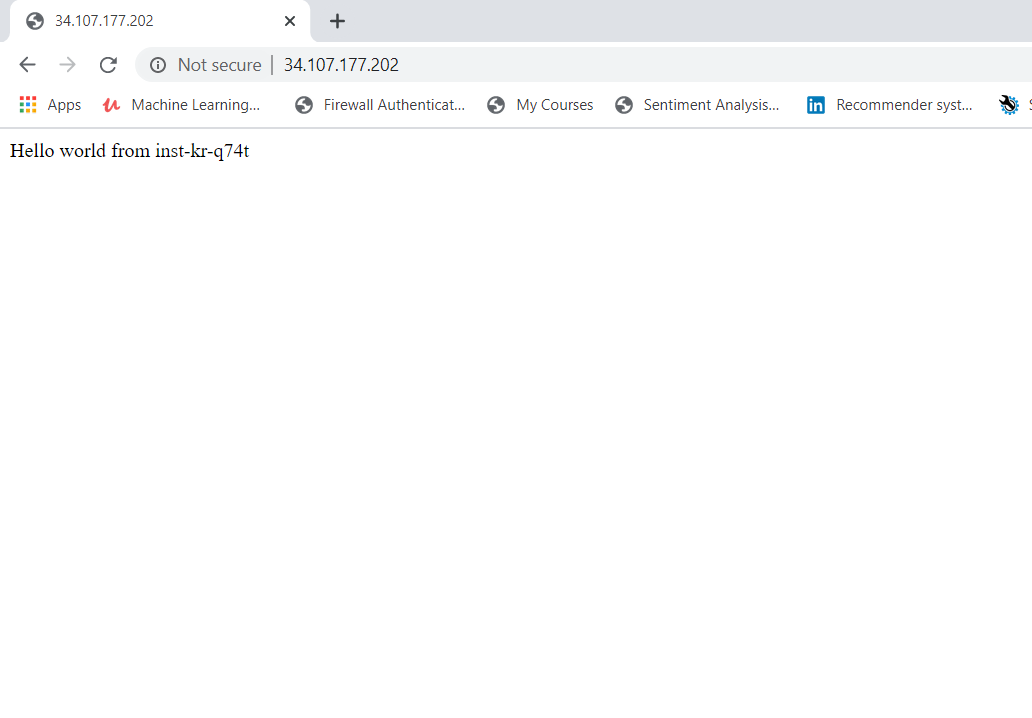 34.107.177.202
Not secure | 34.107.177.202
Apps Machine Learning... Firewall Authenticat... My Courses Sentiment Analysis... in Recommender syst... S
Hello world from inst-kr-q74t